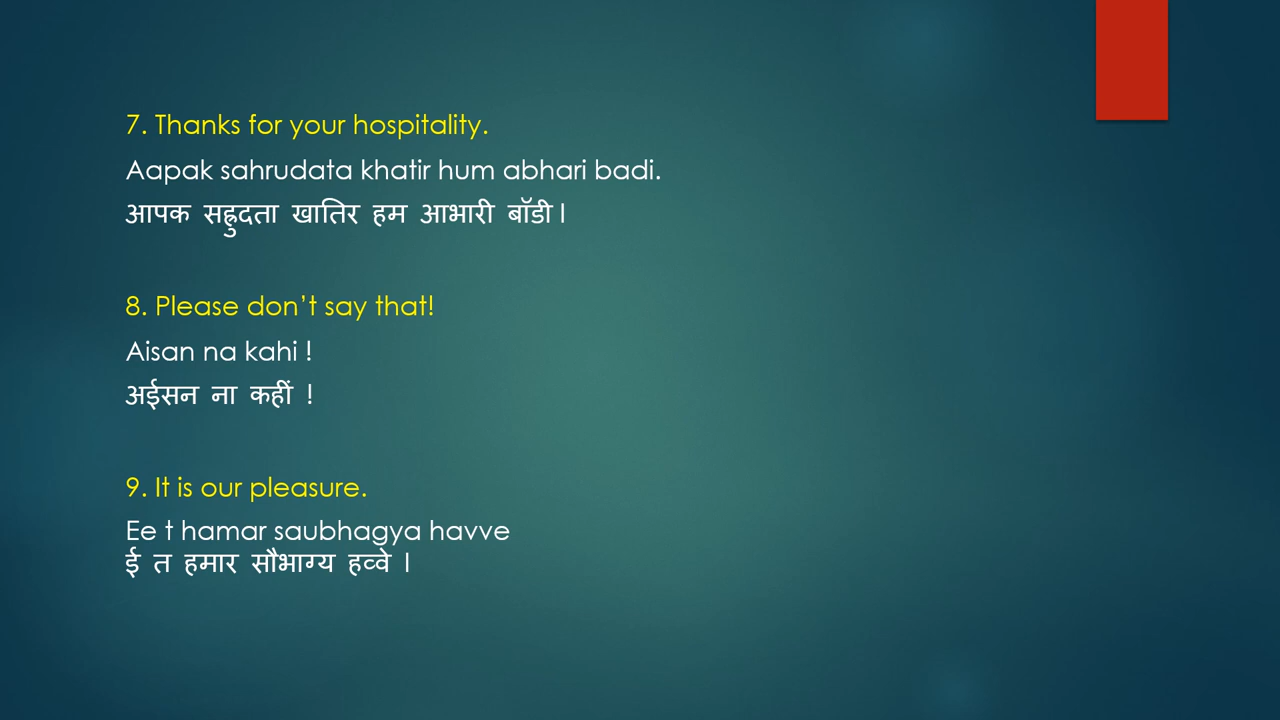 7. Thanks for your hospitality.
Aapak sahrudata khatir hum abhari badi.
आपक सह्रुदता खातिर हम आभारी बॉडी l
8. Please don’t say that!
Aisan na kahi !
अईसन ना कहीं !
9. It is our pleasure.
Ee t hamar saubhagya havve
ई त हमार सौभाग्य हव्वे l